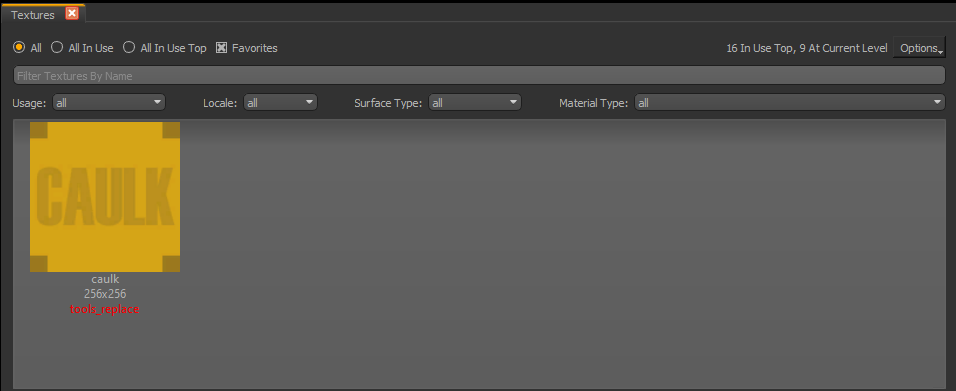 Textures
All All In Use All In Use Top Favorites 16 In Use Top, 9 At Current Level Options
Filter Textures By Name
Usage: all Locale: all Surface Type: all Material Type: all
CAULK
caulk
256x256
tools_replace